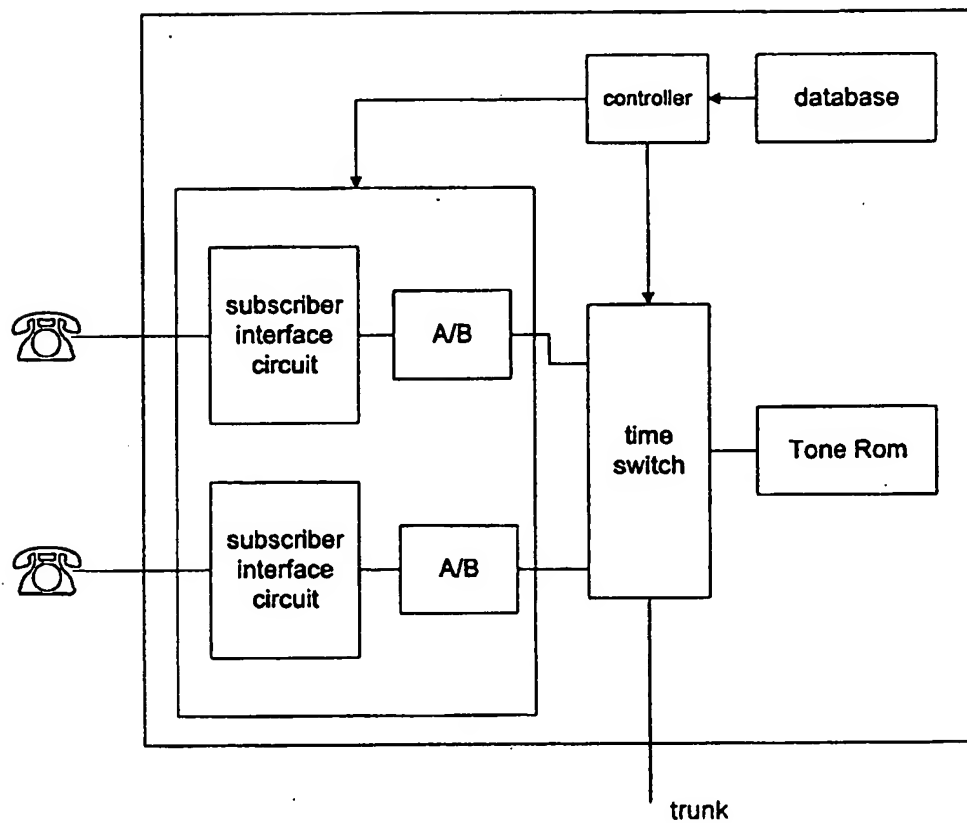 controller
database
subscriber
interface
circuit
A/B
time
switch
Tone Rom
subscriber
interface
circuit
A/B
trunk